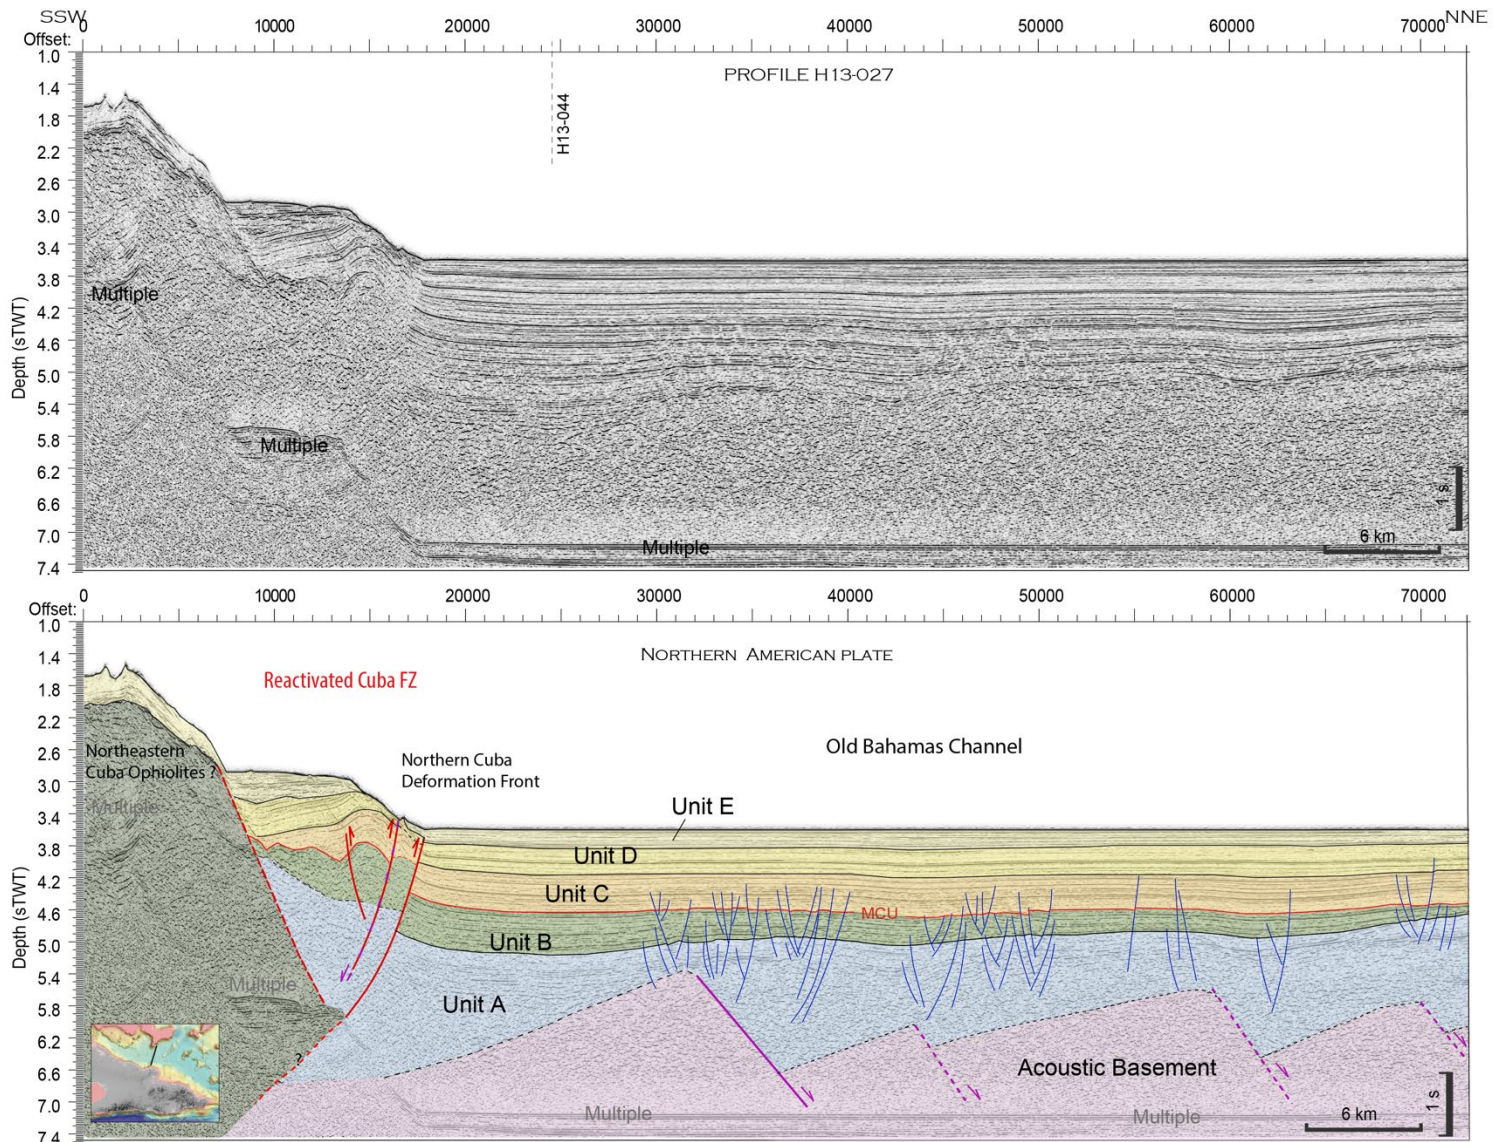 SSW
NNE
Offset: 0 10000 20000 30000 40000 50000 60000 70000
PROFILE H13-027
H13-044
Depth (sTWT)
1.0
1.4
1.8
2.2
2.6
3.0
3.4
3.8
4.2
4.6
5.0
5.4
5.8
6.2
6.6
7.0
7.4
Multiple
Multiple
Multiple
1 s
6 km
Offset: 0 10000 20000 30000 40000 50000 60000 70000
NORTHERN AMERICAN PLATE
Depth (sTWT)
1.0
1.4
1.8
2.2
2.6
3.0
3.4
3.8
4.2
4.6
5.0
5.4
5.8
6.2
6.6
7.0
7.4
Reactivated Cuba FZ
Northeastern
Cuba Ophiolites ?
Multiple
Northern Cuba
Deformation Front
Old Bahamas Channel
Unit E
Unit D
Unit C
MCU
Unit B
Multiple
Unit A
?
Acoustic Basement
Multiple
Multiple
1 s
6 km